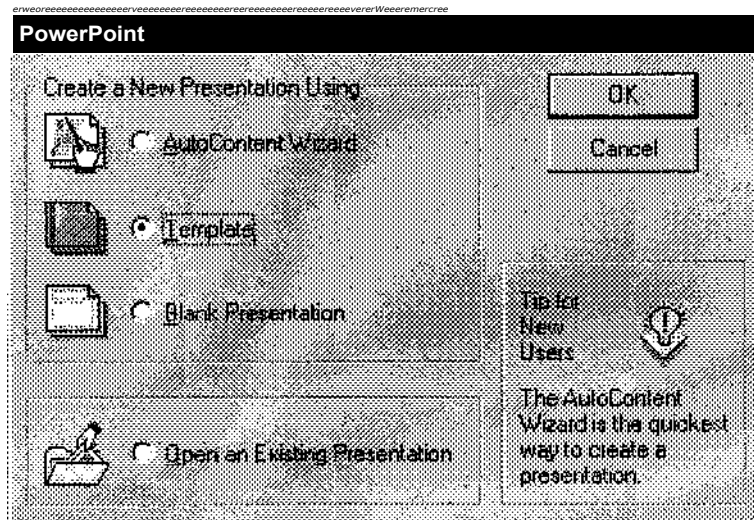 PowerPoint
Create a New Presentation Using
AutoContent Wizard
Template
Blank Presentation
Open an Existing Presentation
OK
Cancel
Tip for
New
Users
The AutoContent
Wizard is the quickest
way to create a
presentation.